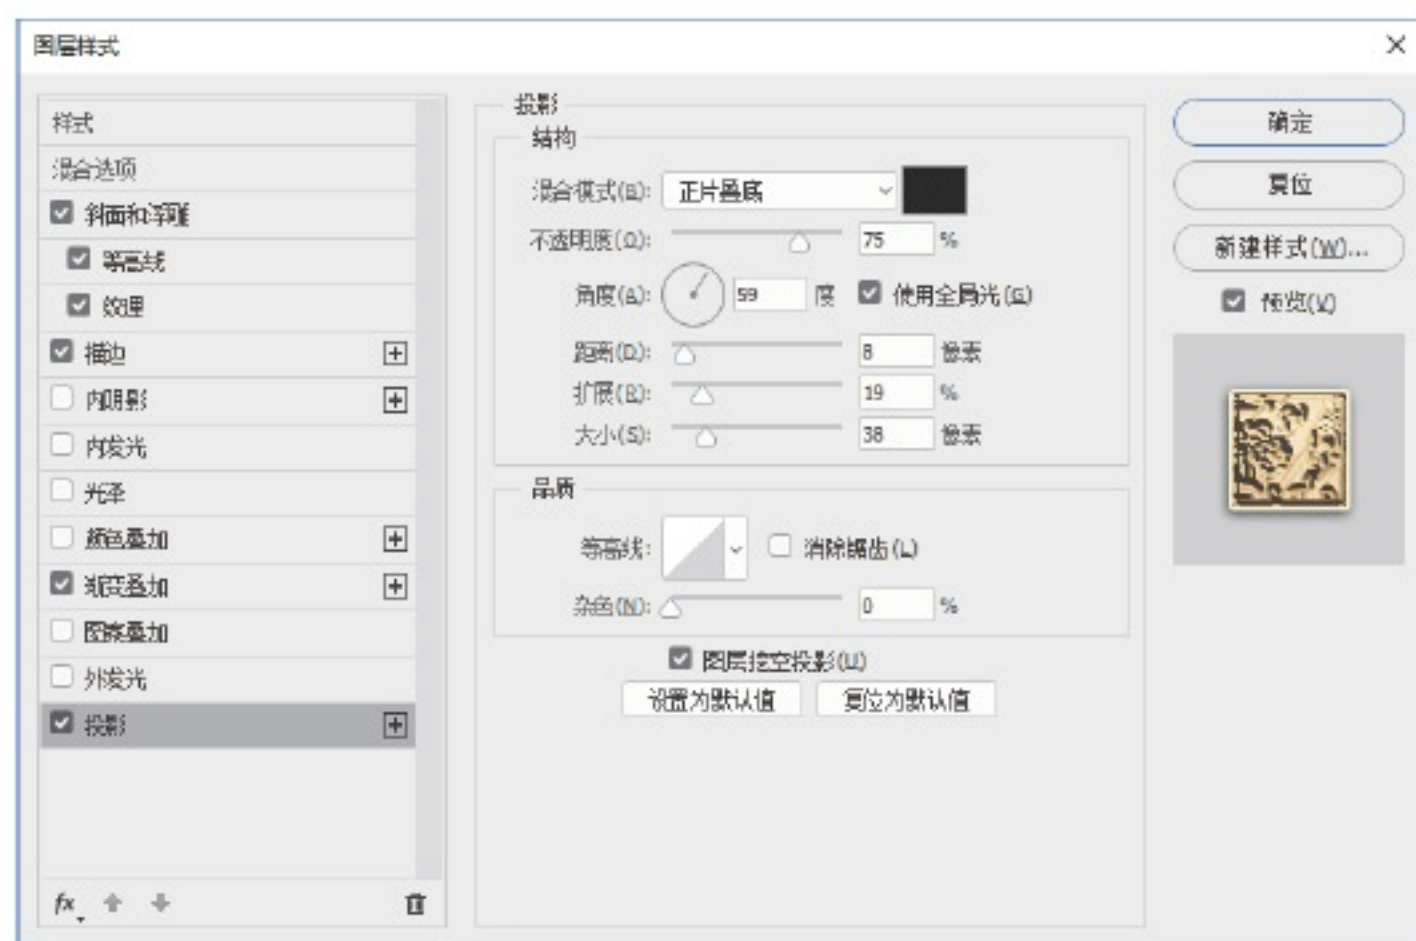 图层样式
样式
混合选项
斜面和浮雕
等高线
纹理
描边
内阴影
内发光
光泽
颜色叠加
渐变叠加
图案叠加
外发光
投影
fx
投影
结构
混合模式(B): 正片叠底
不透明度(O): 75 %
角度(A): 59 度 使用全局光(G)
距离(D): 8 像素
扩展(R): 19 %
大小(S): 38 像素
品质
等高线: 消除锯齿(L)
杂色(N): 0 %
图层挖空投影(U)
设置为默认值 复位为默认值
确定
复位
新建样式(W)...
预览(V)